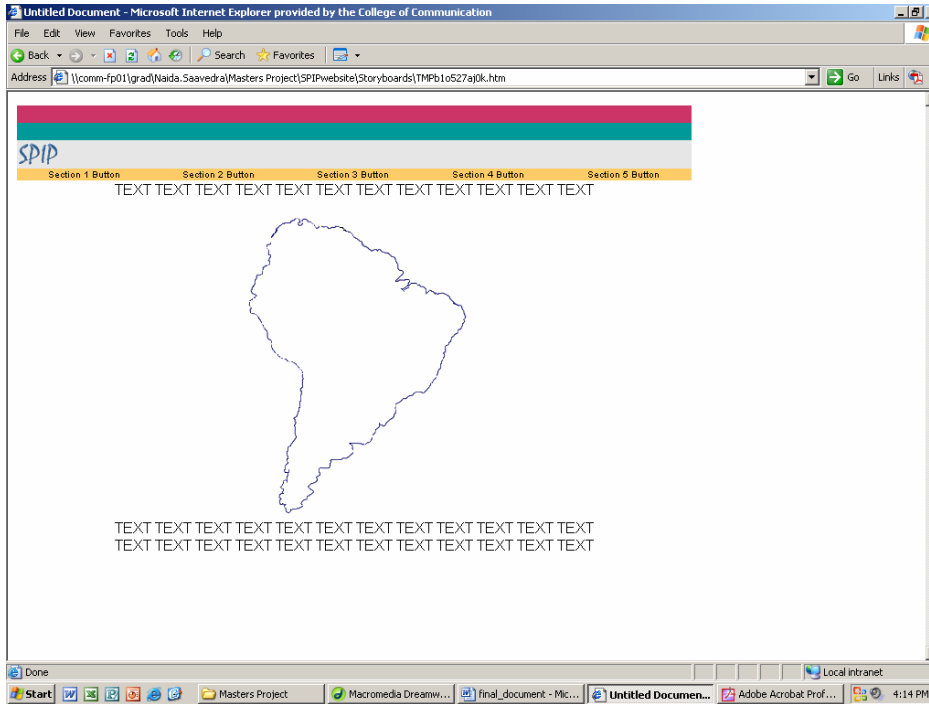 Untitled Document - Microsoft Internet Explorer provided by the College of Communication
File Edit View Favorites Tools Help
Back Search Favorites
Address \\comm-fp01\grad\Naida.Saavedra\Masters Project\SPIPwebsite\Storyboards\TMPb1o527aj0k.htm Go Links
SPIP
Section 1 Button Section 2 Button Section 3 Button Section 4 Button Section 5 Button
TEXT TEXT TEXT TEXT TEXT TEXT TEXT TEXT TEXT TEXT TEXT TEXT
TEXT TEXT TEXT TEXT TEXT TEXT TEXT TEXT TEXT TEXT TEXT TEXT
TEXT TEXT TEXT TEXT TEXT TEXT TEXT TEXT TEXT TEXT TEXT TEXT
Done Local intranet
Start Masters Project Macromedia Dreamw... final_document - Mic... Untitled Documen... Adobe Acrobat Prof... 4:14 PM